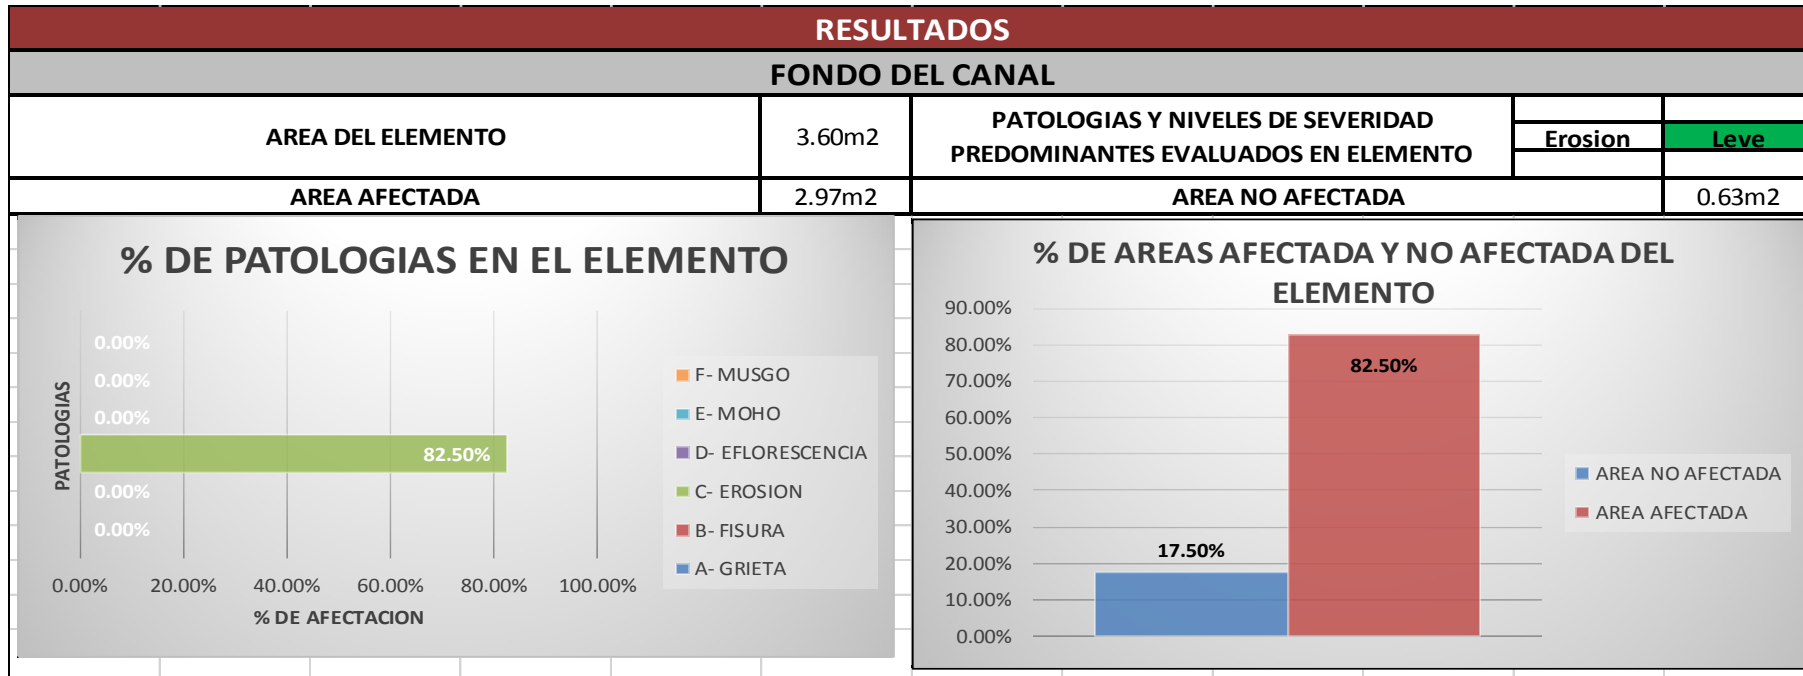 RESULTADOS
FONDO DEL CANAL
AREA DEL ELEMENTO
3.60m2
PATOLOGIAS Y NIVELES DE SEVERIDAD
PREDOMINANTES EVALUADOS EN ELEMENTO
Erosion
Leve
AREA AFECTADA
2.97m2
AREA NO AFECTADA
0.63m2
% DE PATOLOGIAS EN EL ELEMENTO
PATOLOGIAS
0.00%
0.00%
0.00%
82.50%
0.00%
0.00%
0.00% 20.00% 40.00% 60.00% 80.00% 100.00%
% DE AFECTACION
F- MUSGO
E- MOHO
D- EFLORESCENCIA
C- EROSION
B- FISURA
A- GRIETA
% DE AREAS AFECTADA Y NO AFECTADA DEL
ELEMENTO
90.00%
80.00%
70.00%
60.00%
50.00%
40.00%
30.00%
20.00%
10.00%
0.00%
17.50%
82.50%
AREA NO AFECTADA
AREA AFECTADA